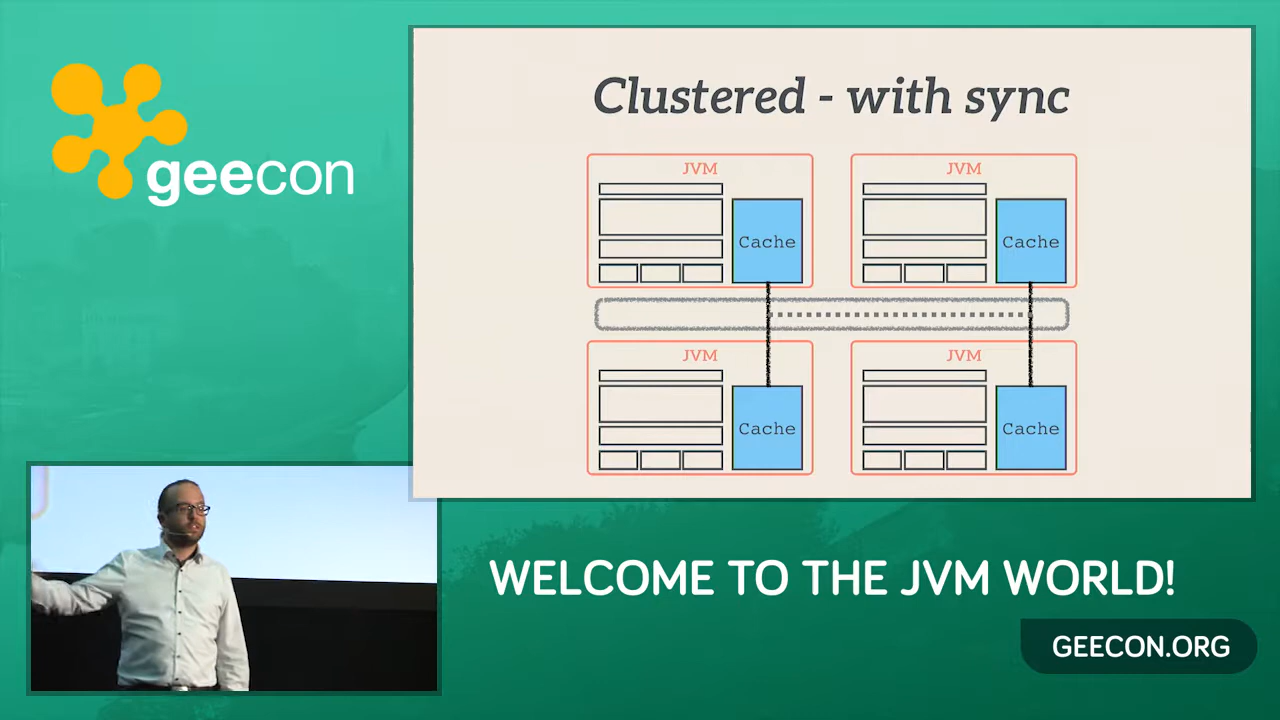 geecon
Clustered - with sync
JVM
JVM
Cache
Cache
JVM
JVM
Cache
Cache
WELCOME TO THE JVM WORLD!
GEECON.ORG